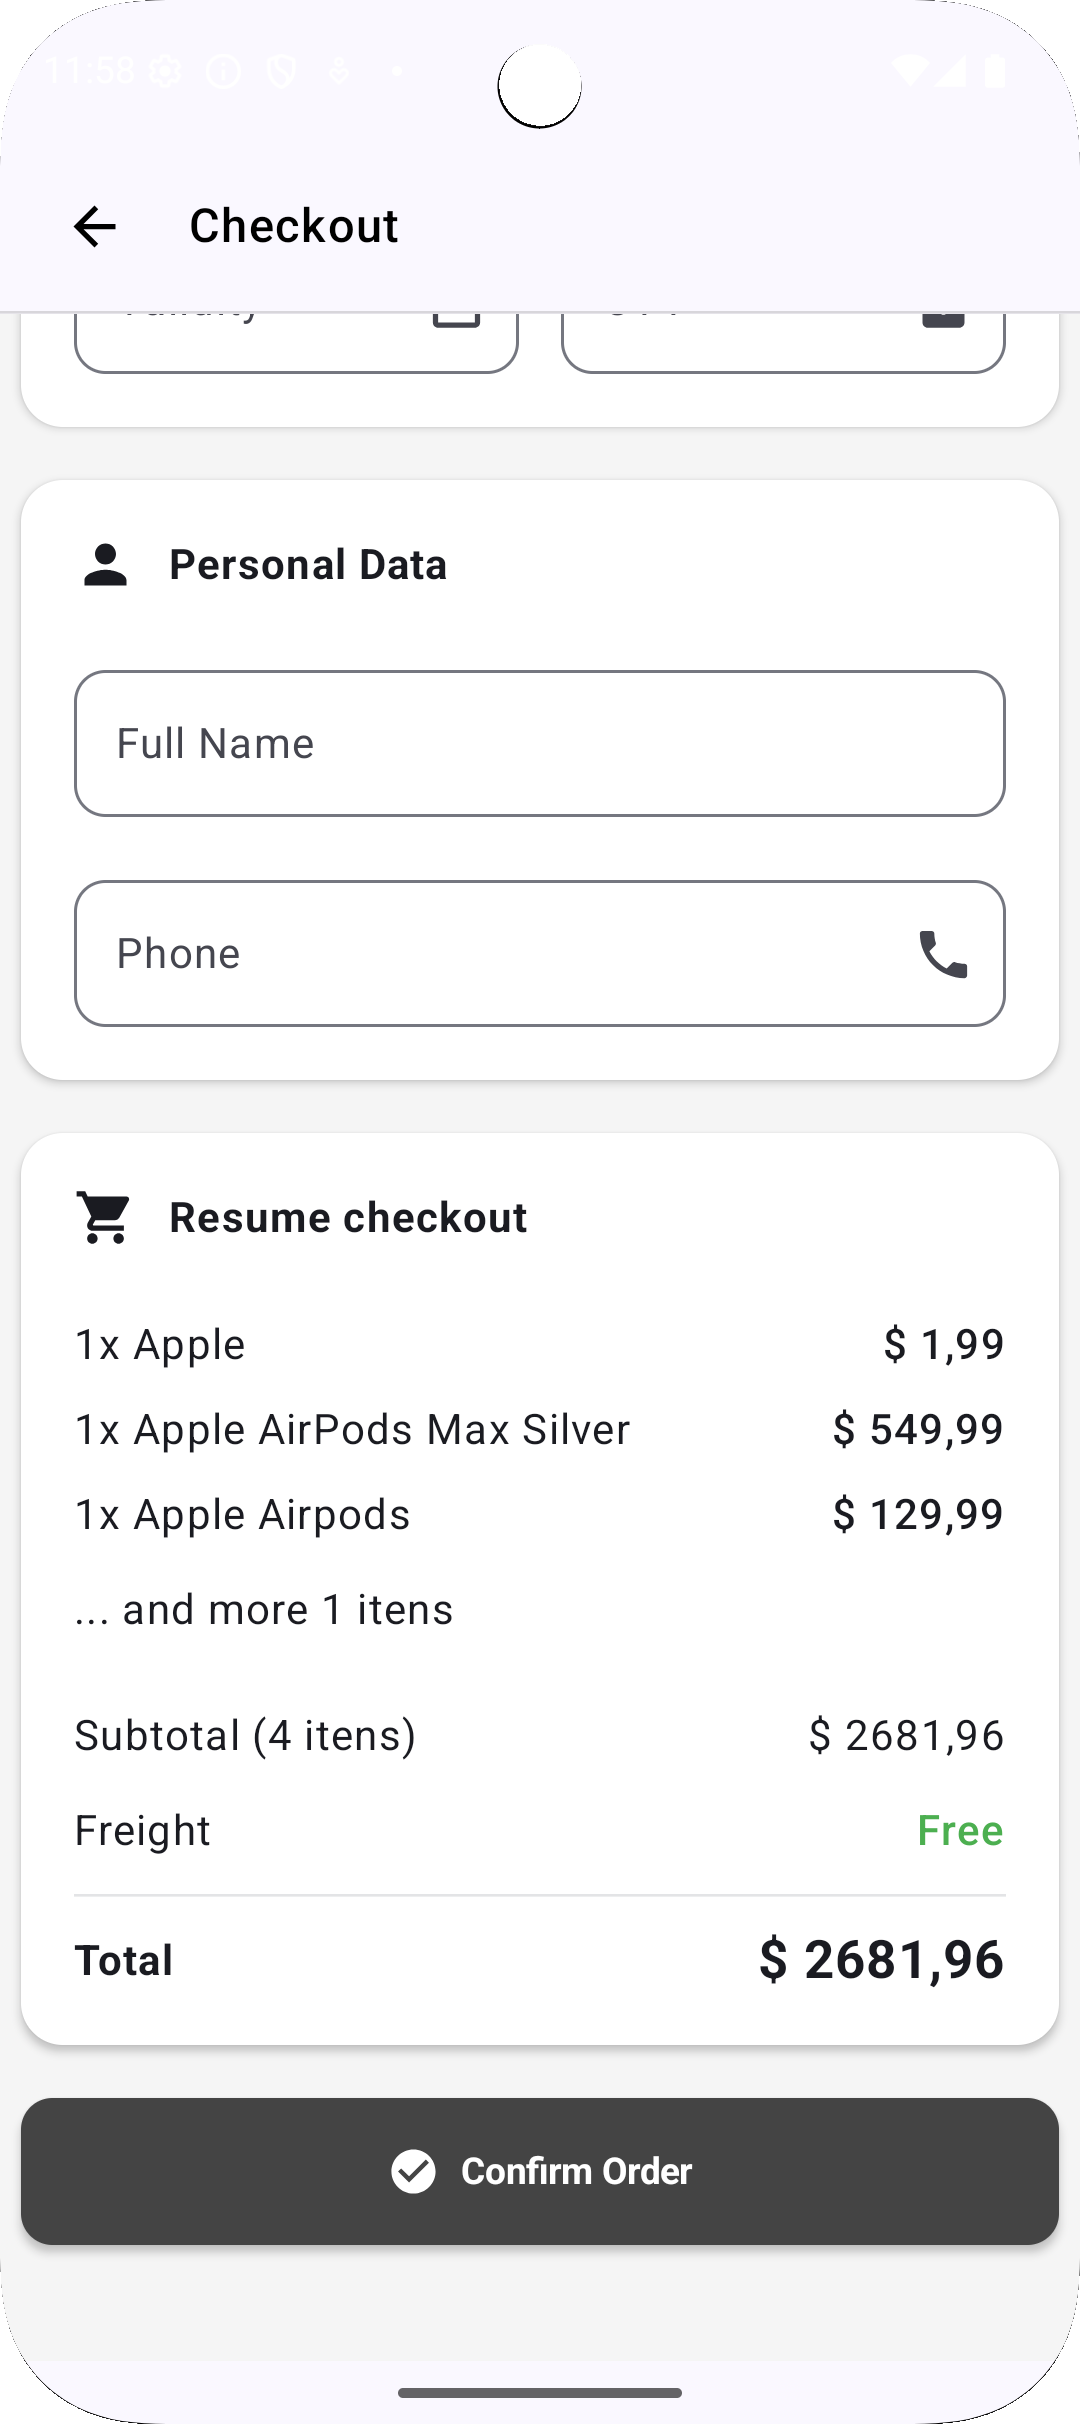 11:58
Checkout
Personal Data
Full Name
Phone
Resume checkout
1x Apple $ 1,99
1x Apple AirPods Max Silver $ 549,99
1x Apple Airpods $ 129,99
... and more 1 itens
Subtotal (4 itens) $ 2681,96
Freight Free
Total $ 2681,96
Confirm Order